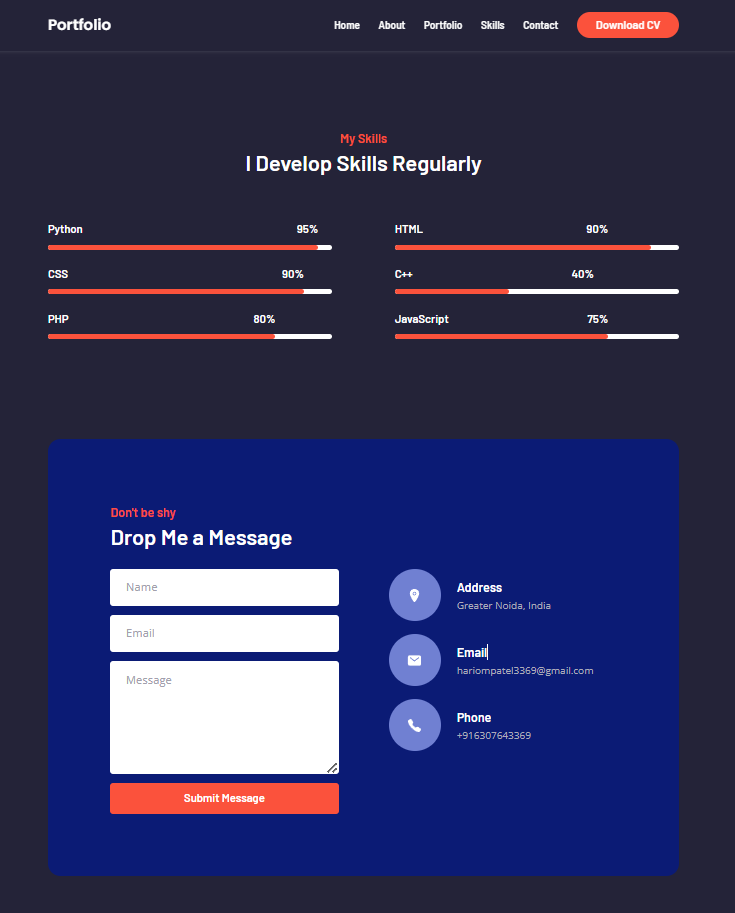 Portfolio
Home About Portfolio Skills Contact Download CV
My Skills
I Develop Skills Regularly
Python 95%
HTML 90%
CSS 90%
C++ 40%
PHP 80%
JavaScript 75%
Don't be shy
Drop Me a Message
Name
Email
Message
Submit Message
Address
Greater Noida, India
Email
hariompatel3369@gmail.com
Phone
+916307643369